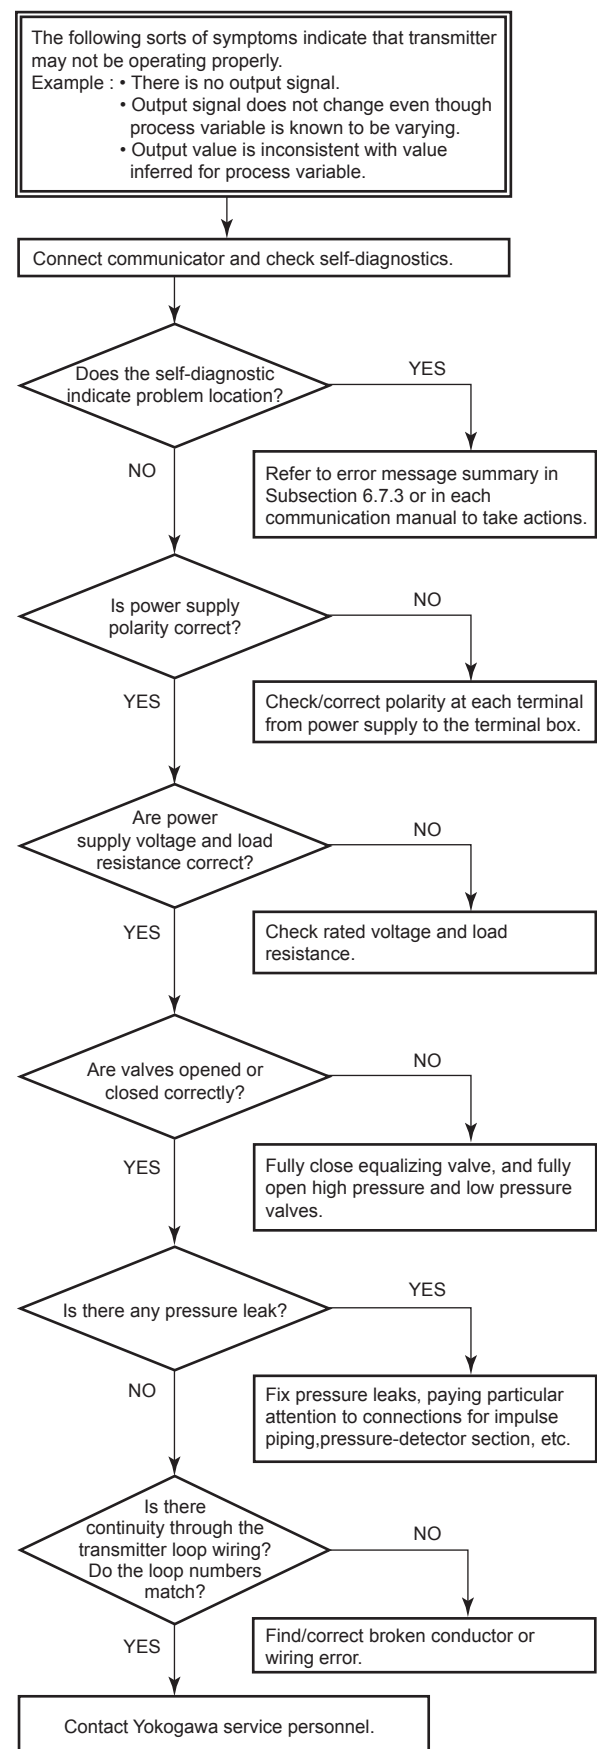 The following sorts of symptoms indicate that transmitter
may not be operating properly.
Example : • There is no output signal.
• Output signal does not change even though
process variable is known to be varying.
• Output value is inconsistent with value
inferred for process variable.
Connect communicator and check self-diagnostics.
Does the self-diagnostic
indicate problem location?
YES
Refer to error message summary in
Subsection 6.7.3 or in each
communication manual to take actions.
NO
Is power supply
polarity correct?
NO
Check/correct polarity at each terminal
from power supply to the terminal box.
YES
Are power
supply voltage and load
resistance correct?
NO
Check rated voltage and load
resistance.
YES
Are valves opened or
closed correctly?
NO
Fully close equalizing valve, and fully
open high pressure and low pressure
valves.
YES
Is there any pressure leak?
YES
Fix pressure leaks, paying particular
attention to connections for impulse
piping,pressure-detector section, etc.
NO
Is there
continuity through the
transmitter loop wiring?
Do the loop numbers
match?
NO
Find/correct broken conductor or
wiring error.
YES
Contact Yokogawa service personnel.